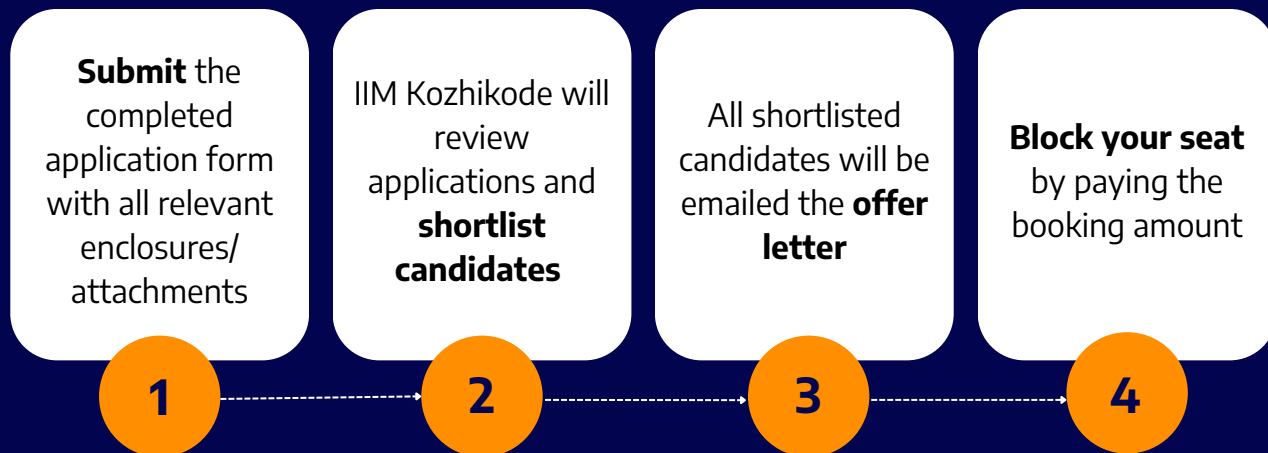 Submit the
completed
application form
with all relevant
enclosures/
attachments
1
IIM Kozhikode will
review
applications and
shortlist
candidates
2
All shortlisted
candidates will be
emailed the offer
letter
3
Block your seat
by paying the
booking amount
4